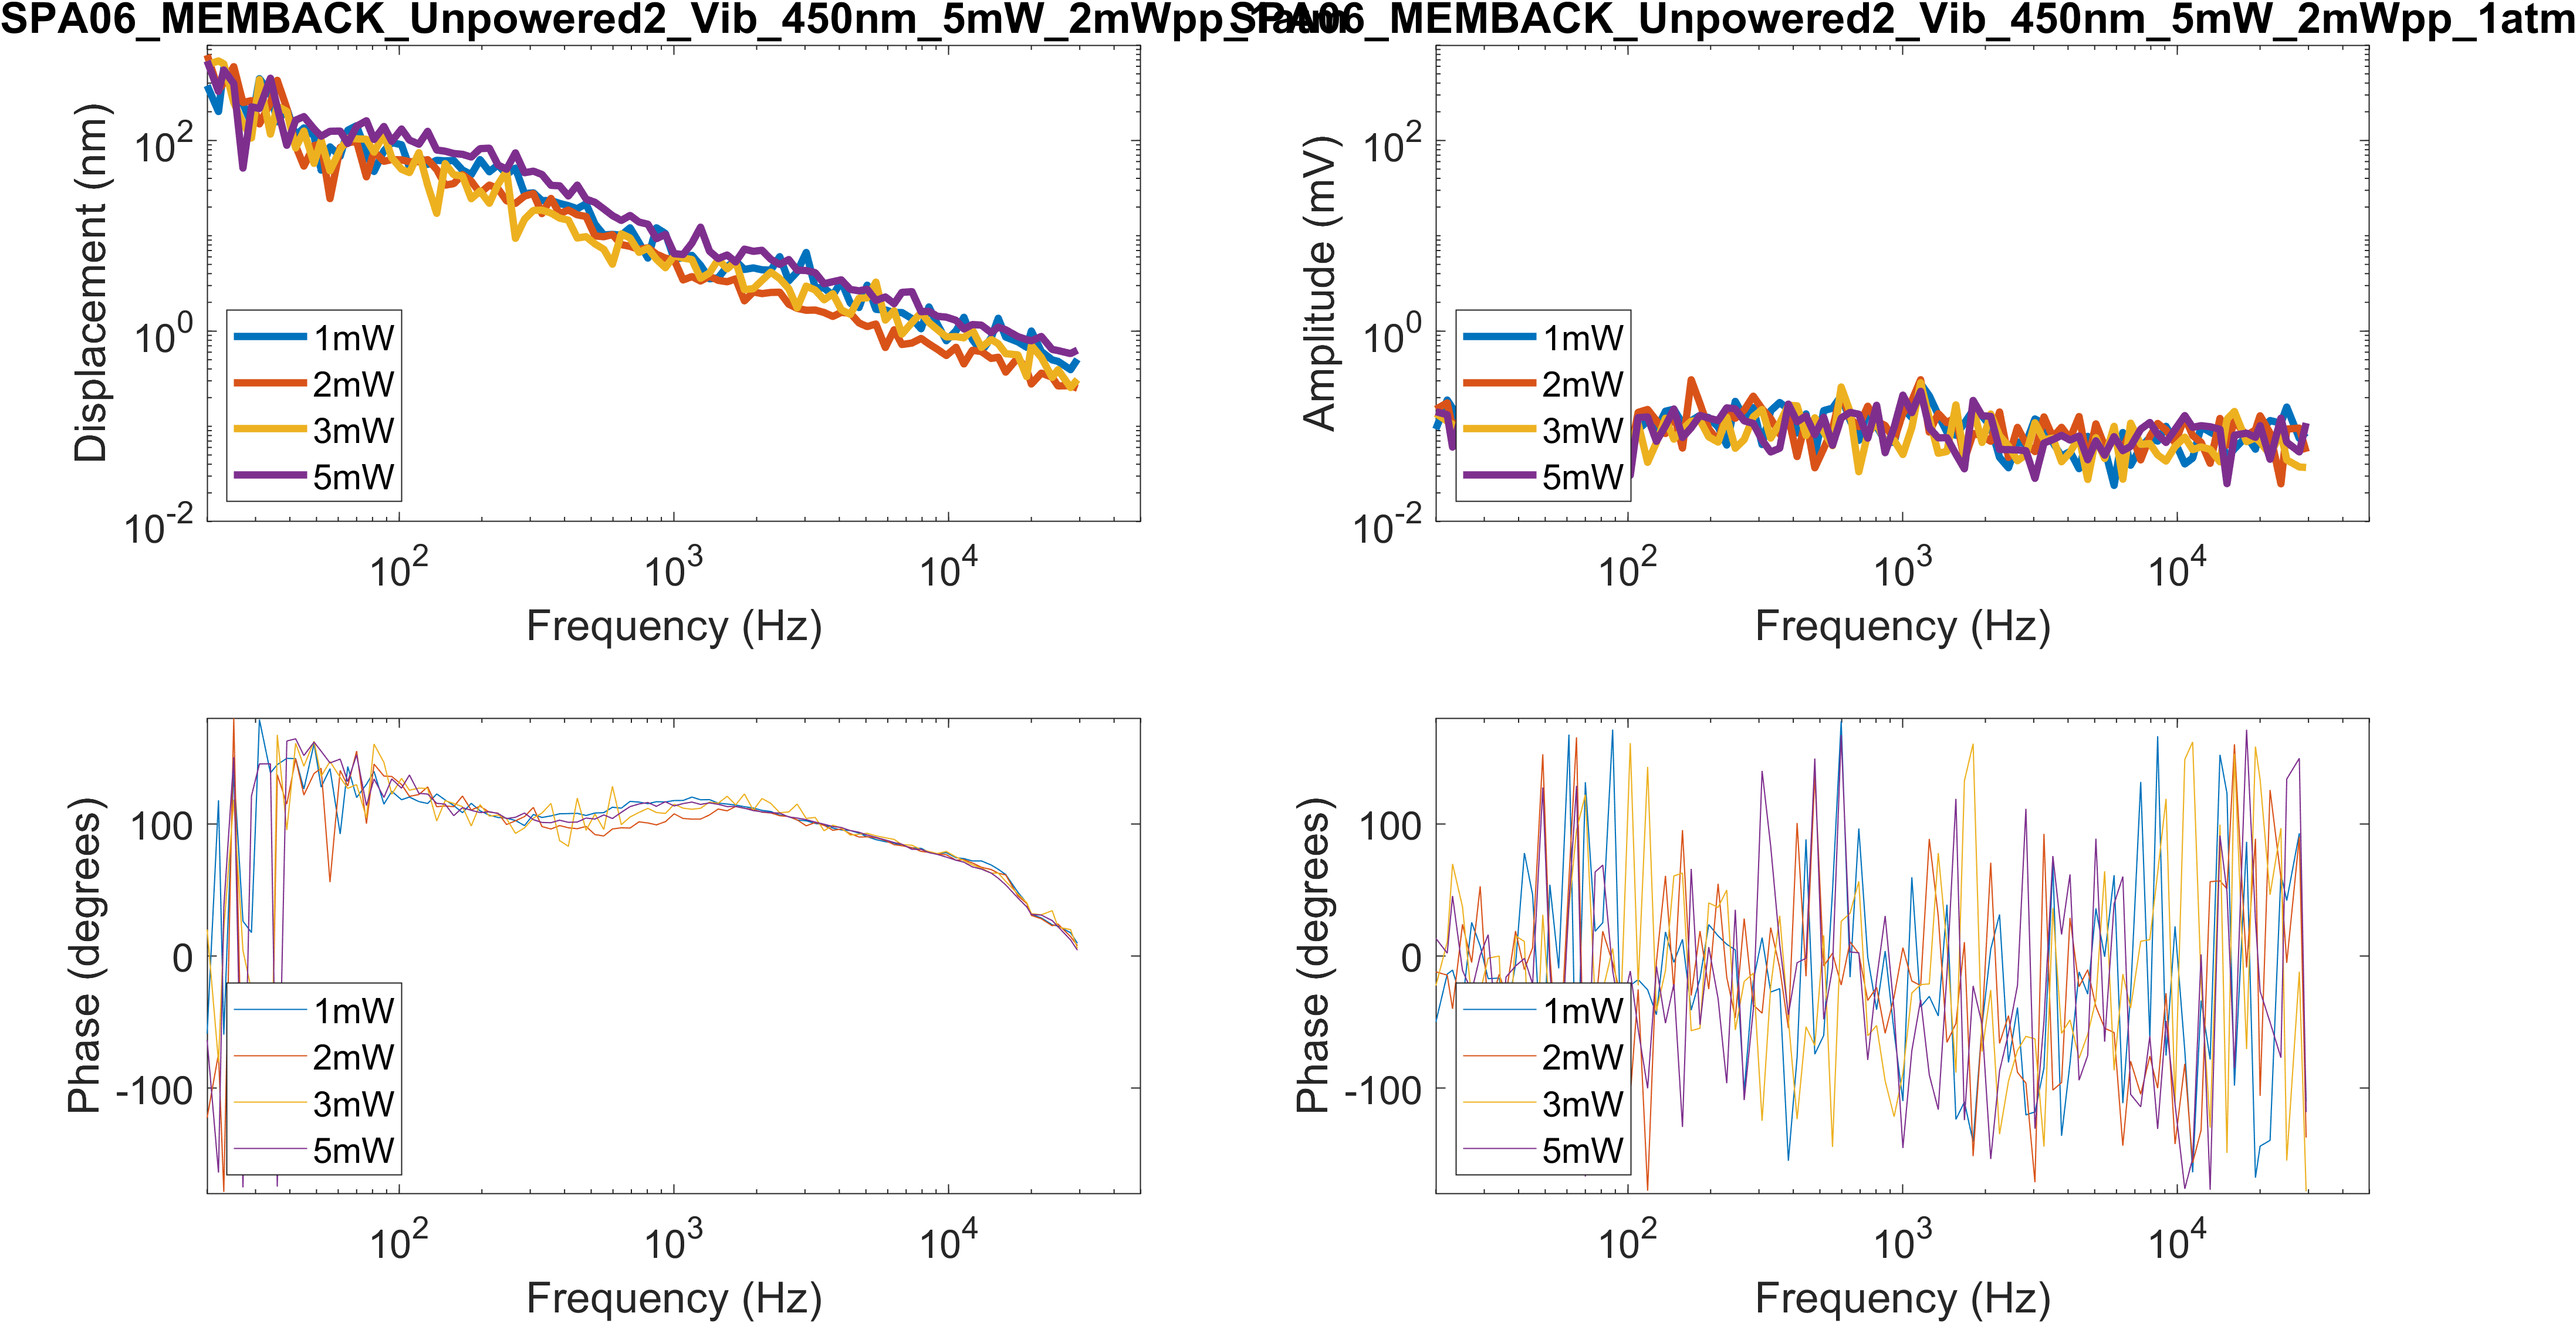 SPA06_MEMBACK_Unpowered2_Vib_450nm_5mW_2mWpp_1atm
SPA06_MEMBACK_Unpowered2_Vib_450nm_5mW_2mWpp_1atm
Displacement (nm)
10^2
10^0
10^-2
1mW
2mW
3mW
5mW
10^2 10^3 10^4
Frequency (Hz)
Amplitude (mV)
10^2
10^0
10^-2
1mW
2mW
3mW
5mW
10^2 10^3 10^4
Frequency (Hz)
Phase (degrees)
100
0
-100
1mW
2mW
3mW
5mW
10^2 10^3 10^4
Frequency (Hz)
Phase (degrees)
100
0
-100
1mW
2mW
3mW
5mW
10^2 10^3 10^4
Frequency (Hz)